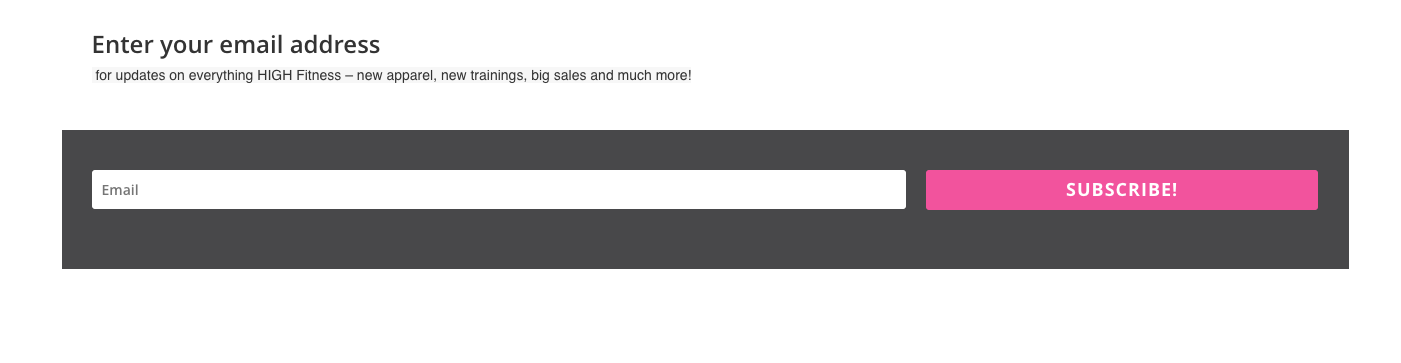 Enter your email address
for updates on everything HIGH Fitness – new apparel, new trainings, big sales and much more!
Email
SUBSCRIBE!